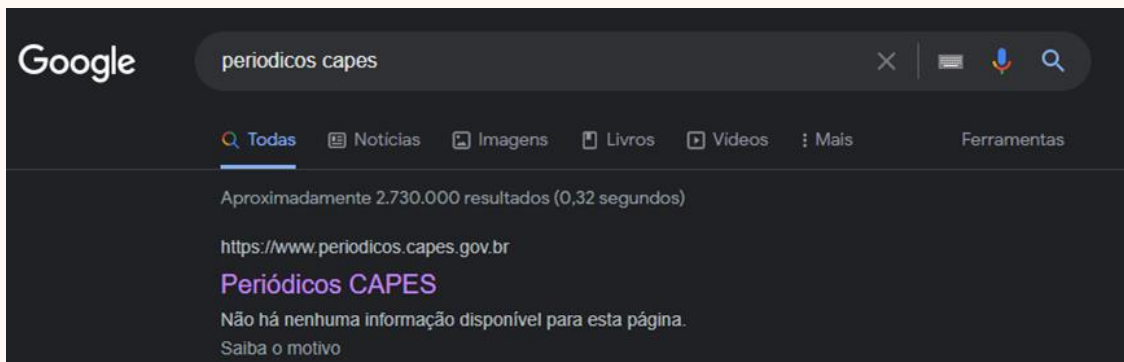 Google
periodicos capes
Todas Notícias Imagens Livros Vídeos Mais Ferramentas
Aproximadamente 2.730.000 resultados (0,32 segundos)
https://www.periodicos.capes.gov.br
Periódicos CAPES
Não há nenhuma informação disponível para esta página.
Saiba o motivo